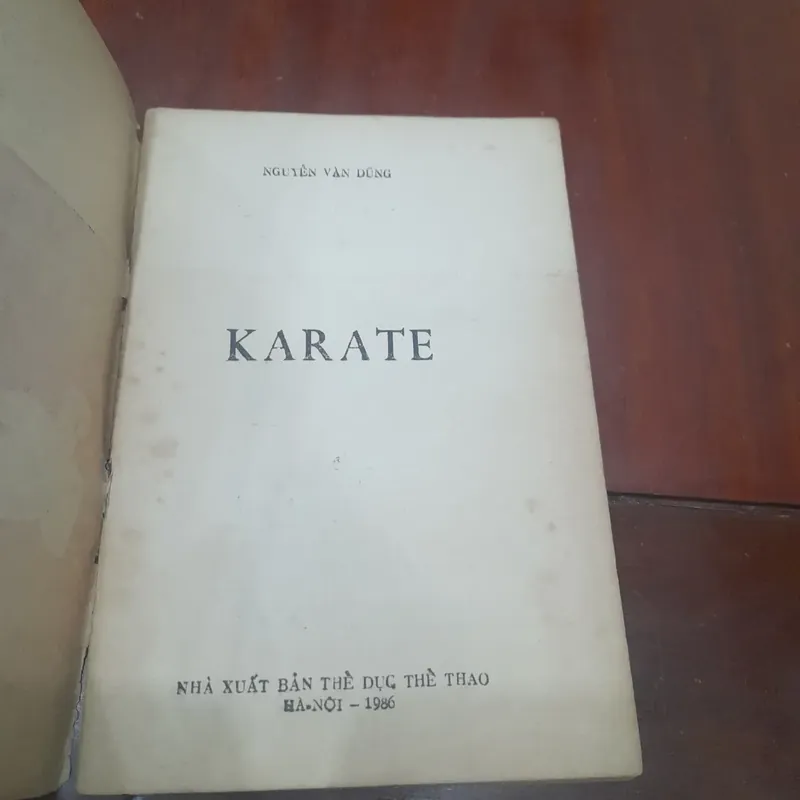 NGUYỄN VĂN DŨNG
KARATE
NHÀ XUẤT BẢN THỂ DỤC THỂ THAO
HÀ-NỘI - 1986